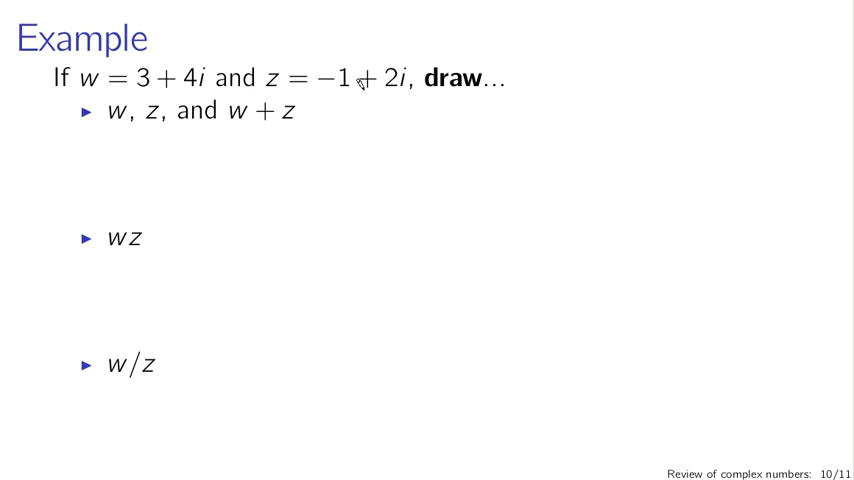 Example
If w = 3 + 4i and z = −1 + 2i, draw...
▶ w, z, and w + z
▶ wz
▶ w/z
Review of complex numbers: 10/11